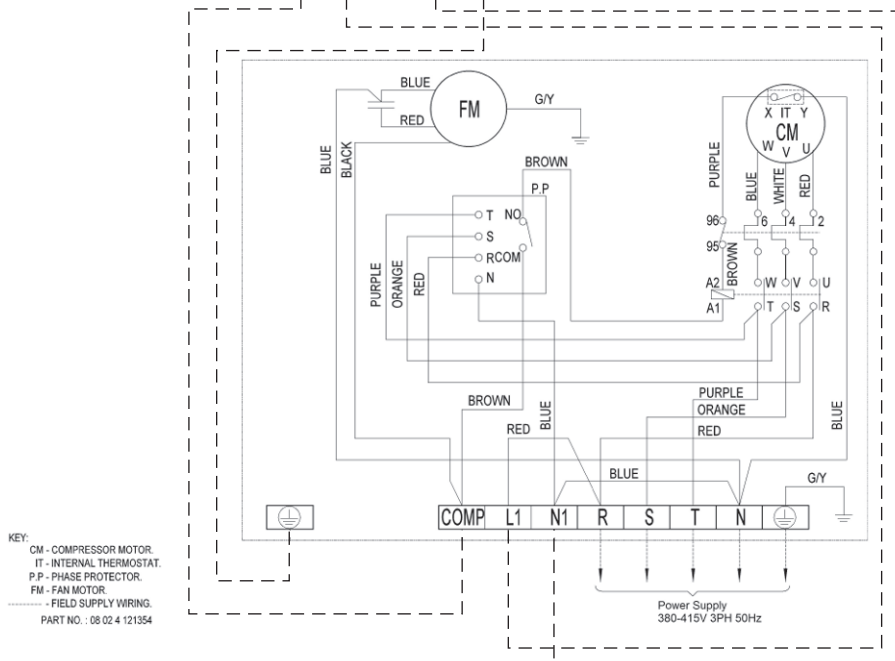 BLUE
RED
FM
G/Y
BLUE
BLACK
BROWN
P.P
T NO
S
R COM
N
PURPLE
ORANGE
RED
X IT Y
CM
W V U
PURPLE
BLUE
WHITE
RED
96 6 4 2
95
BROWN
A2 W V U
A1 T S R
PURPLE
ORANGE
RED
BLUE
BROWN
RED
BLUE
BLUE
G/Y
COMP L1 N1 R S T N
Power Supply
380-415V 3PH 50Hz
KEY:
CM - COMPRESSOR MOTOR.
IT - INTERNAL THERMOSTAT.
P.P - PHASE PROTECTOR.
FM - FAN MOTOR.
- FIELD SUPPLY WIRING.
PART NO. : 08 02 4 121354